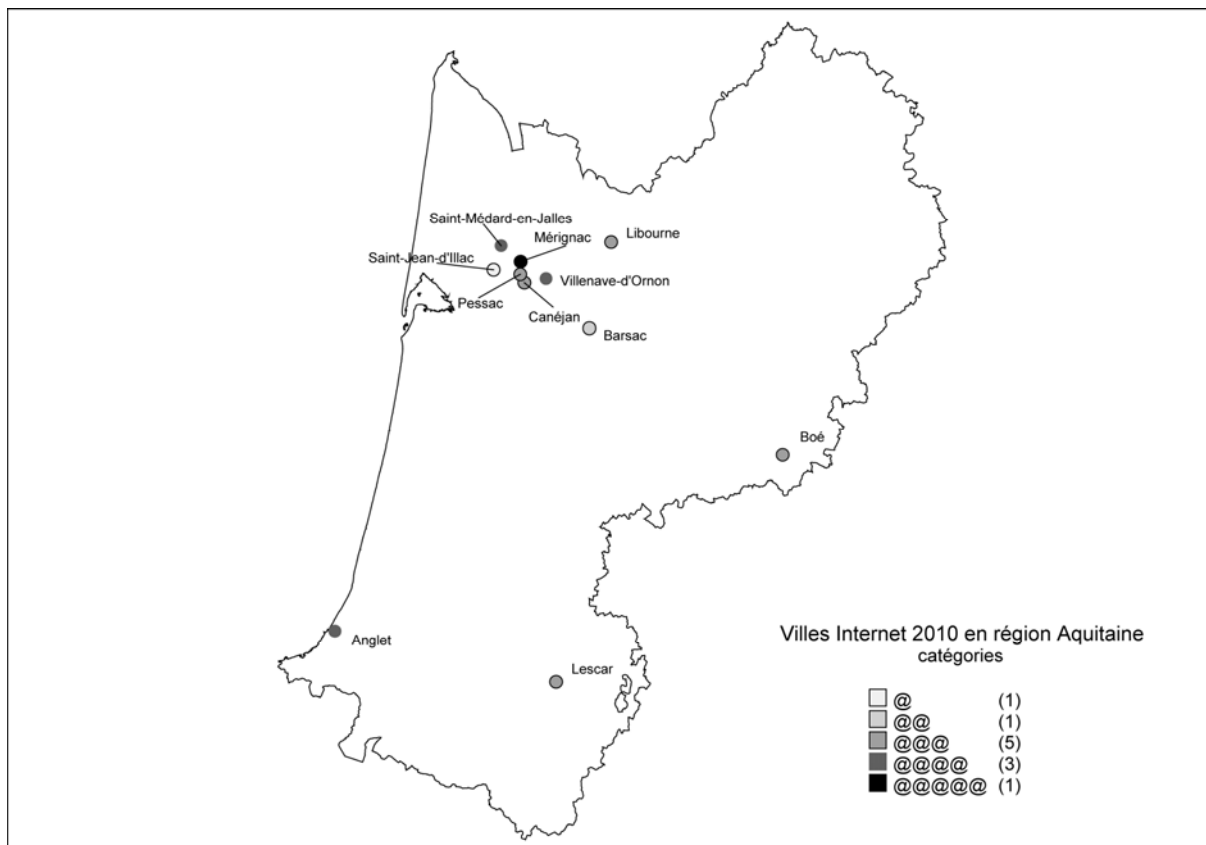 Saint-Médard-en-Jalles
Mérignac
Libourne
Saint-Jean-d'Illac
Villenave-d'Ornon
Pessac
Canéjan
Barsac
Boé
Anglet
Lescar
Villes Internet 2010 en région Aquitaine
catégories
@ (1)
@@ (1)
@@@ (5)
@@@@ (3)
@@@@@ (1)